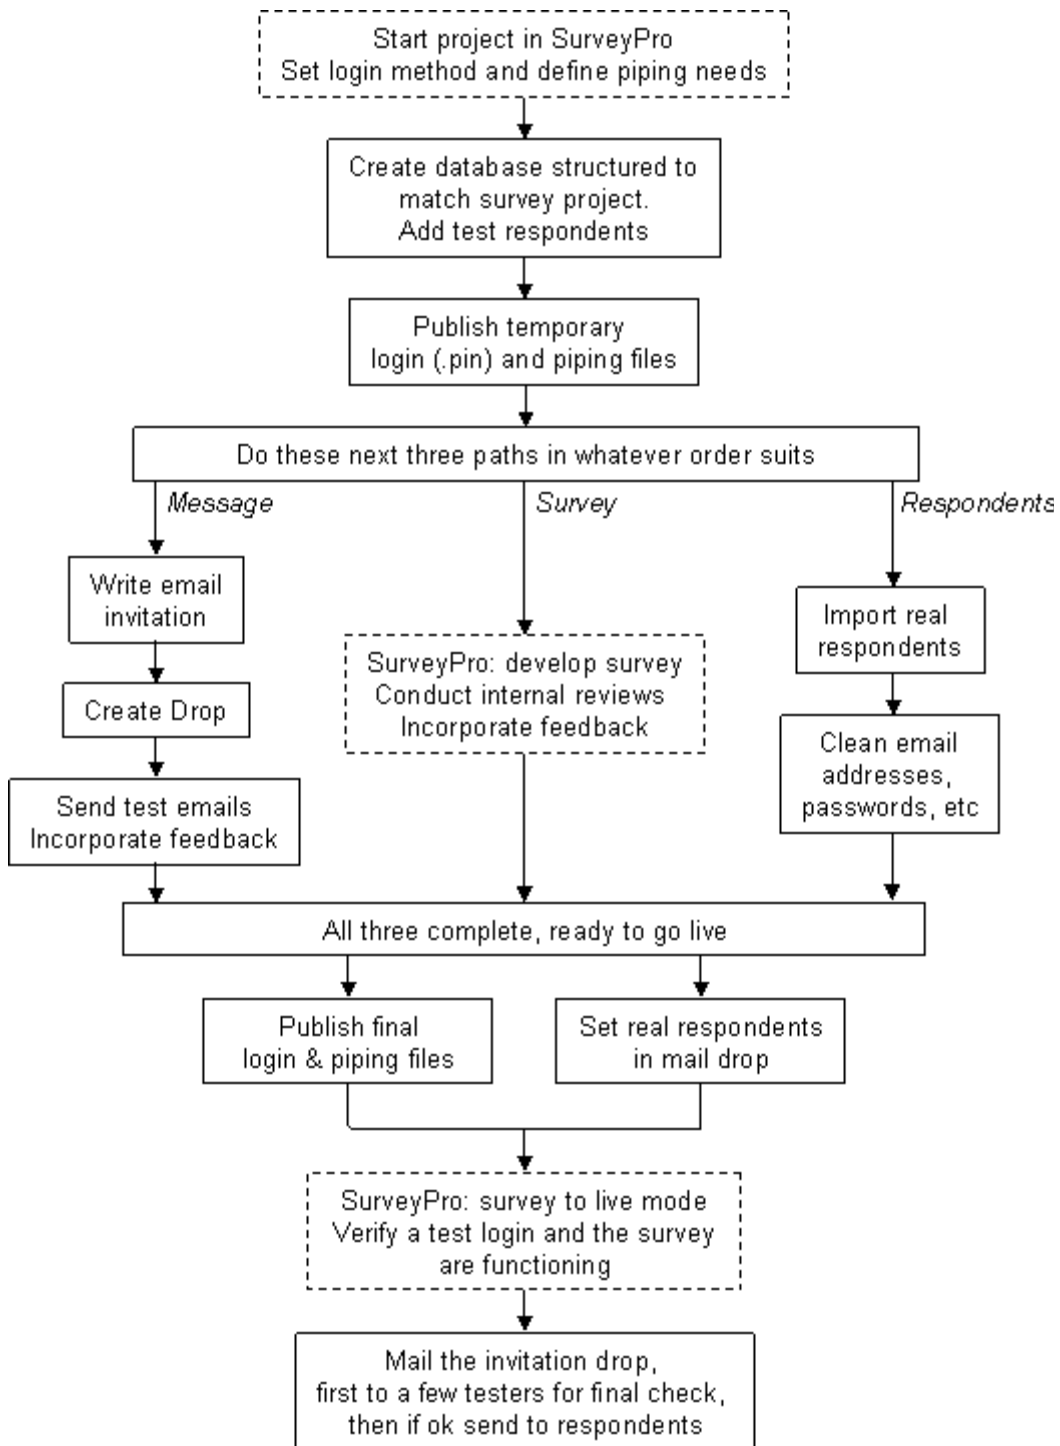 Start project in SurveyPro
Set login method and define piping needs
Create database structured to
match survey project.
Add test respondents
Publish temporary
login (.pin) and piping files
Do these next three paths in whatever order suits
Message
Survey
Respondents
Write email
invitation
Create Drop
Send test emails
Incorporate feedback
SurveyPro: develop survey
Conduct internal reviews
Incorporate feedback
Import real
respondents
Clean email
addresses,
passwords, etc
All three complete, ready to go live
Publish final
login & piping files
Set real respondents
in mail drop
SurveyPro: survey to live mode
Verify a test login and the survey
are functioning
Mail the invitation drop,
first to a few testers for final check,
then if ok send to respondents